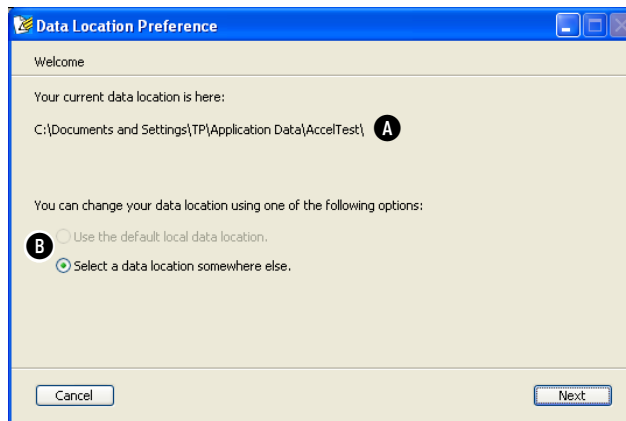 Data Location Preference
Welcome
Your current data location is here:
C:\Documents and Settings\TP\Application Data\AccelTest\ A
You can change your data location using one of the following options:
B
Use the default local data location.
Select a data location somewhere else.
Cancel Next